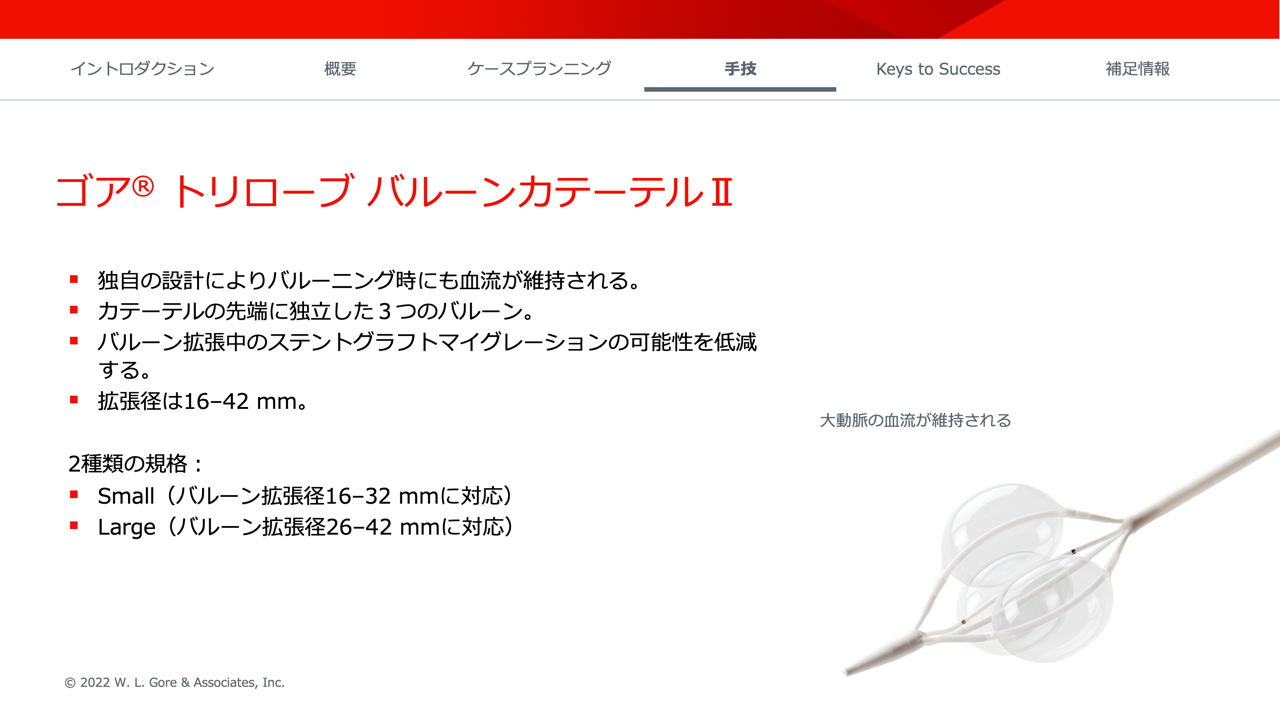 イントロダクション
概要
ケースプランニング
手技
Keys to Success
補足情報
ゴア® トリローブ バルーンカテーテルⅡ
▪ 独自の設計によりバルーニング時にも血流が維持される。
▪ カテーテルの先端に独立した３つのバルーン。
▪ バルーン拡張中のステントグラフトマイグレーションの可能性を低減
する。
▪ 拡張径は16–42 mm。
2種類の規格：
▪ Small（バルーン拡張径16–32 mmに対応）
▪ Large（バルーン拡張径26–42 mmに対応）
大動脈の血流が維持される
© 2022 W. L. Gore & Associates, Inc.